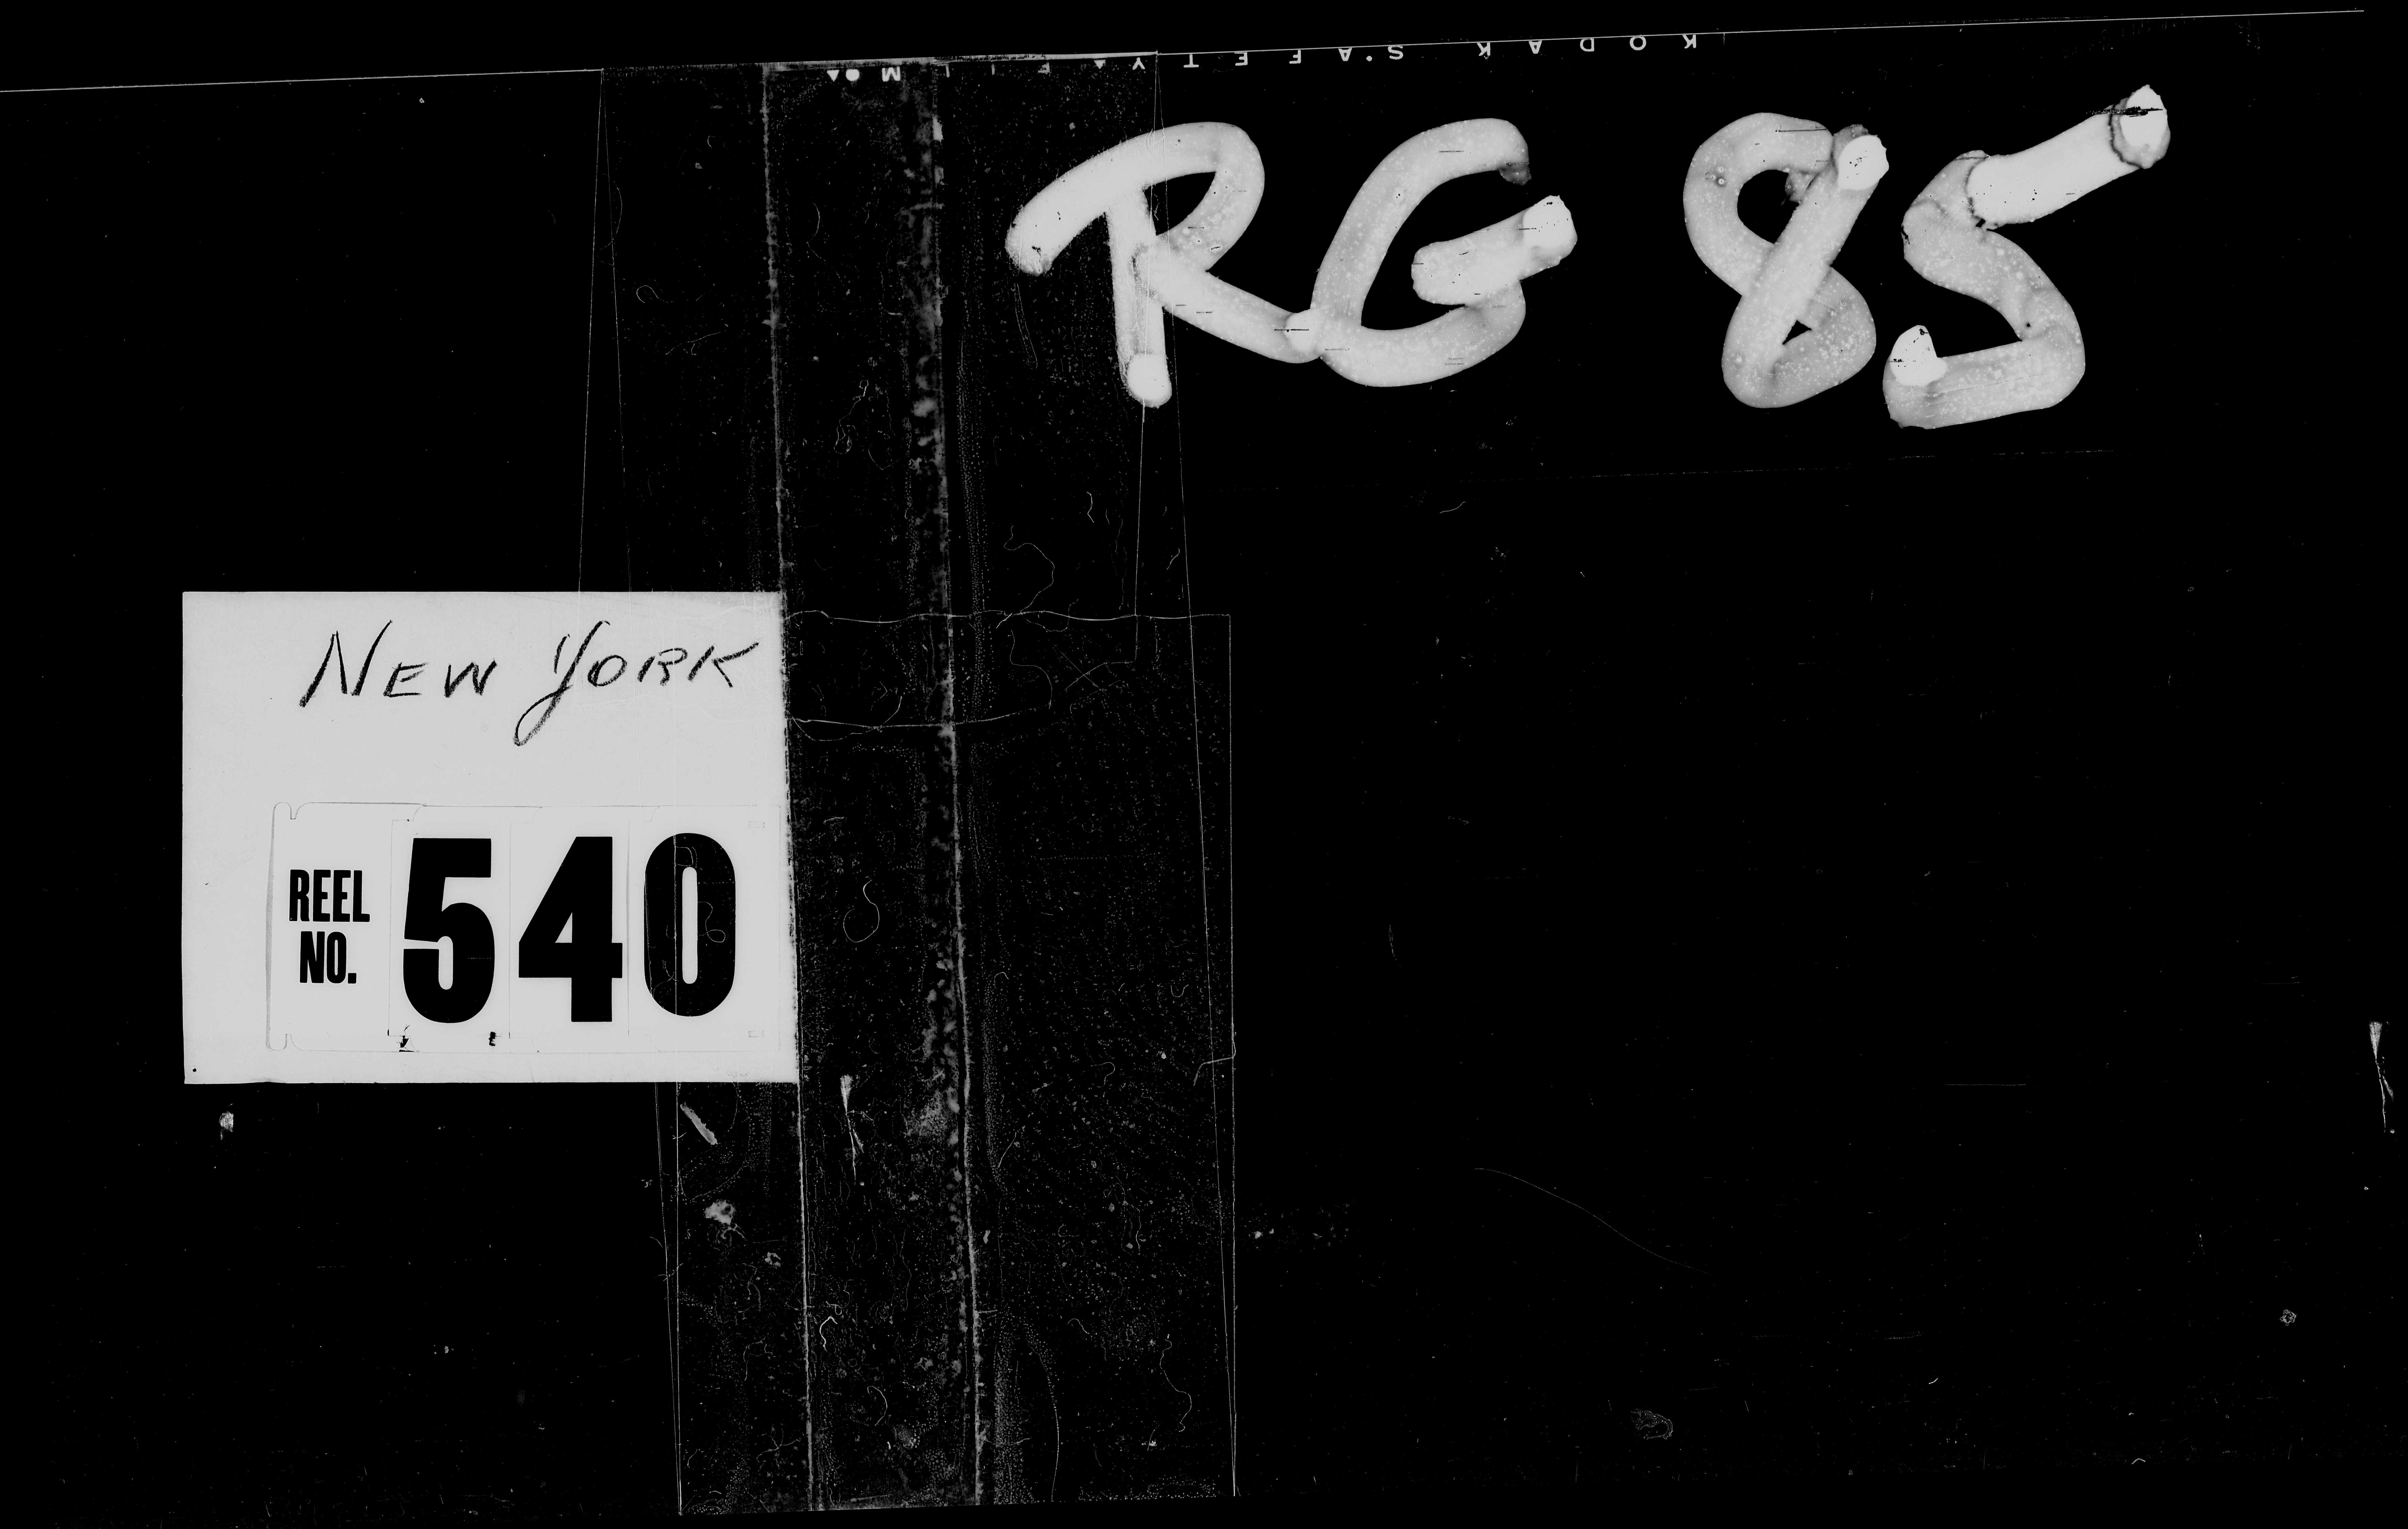 KODAK SAFETY FILM
RG 85
NEW YORK
REEL
NO.
540